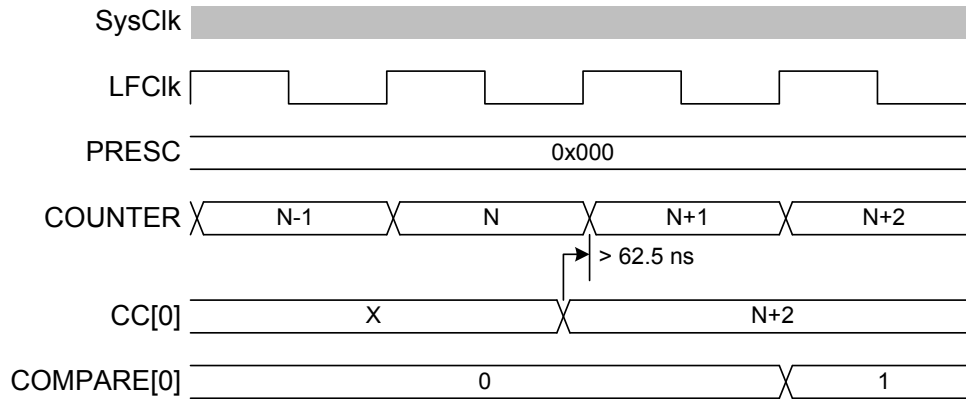 SysClk
LFClk
PRESC 0x000
COUNTER N-1 N N+1 N+2
> 62.5 ns
CC[0] X N+2
COMPARE[0] 0 1